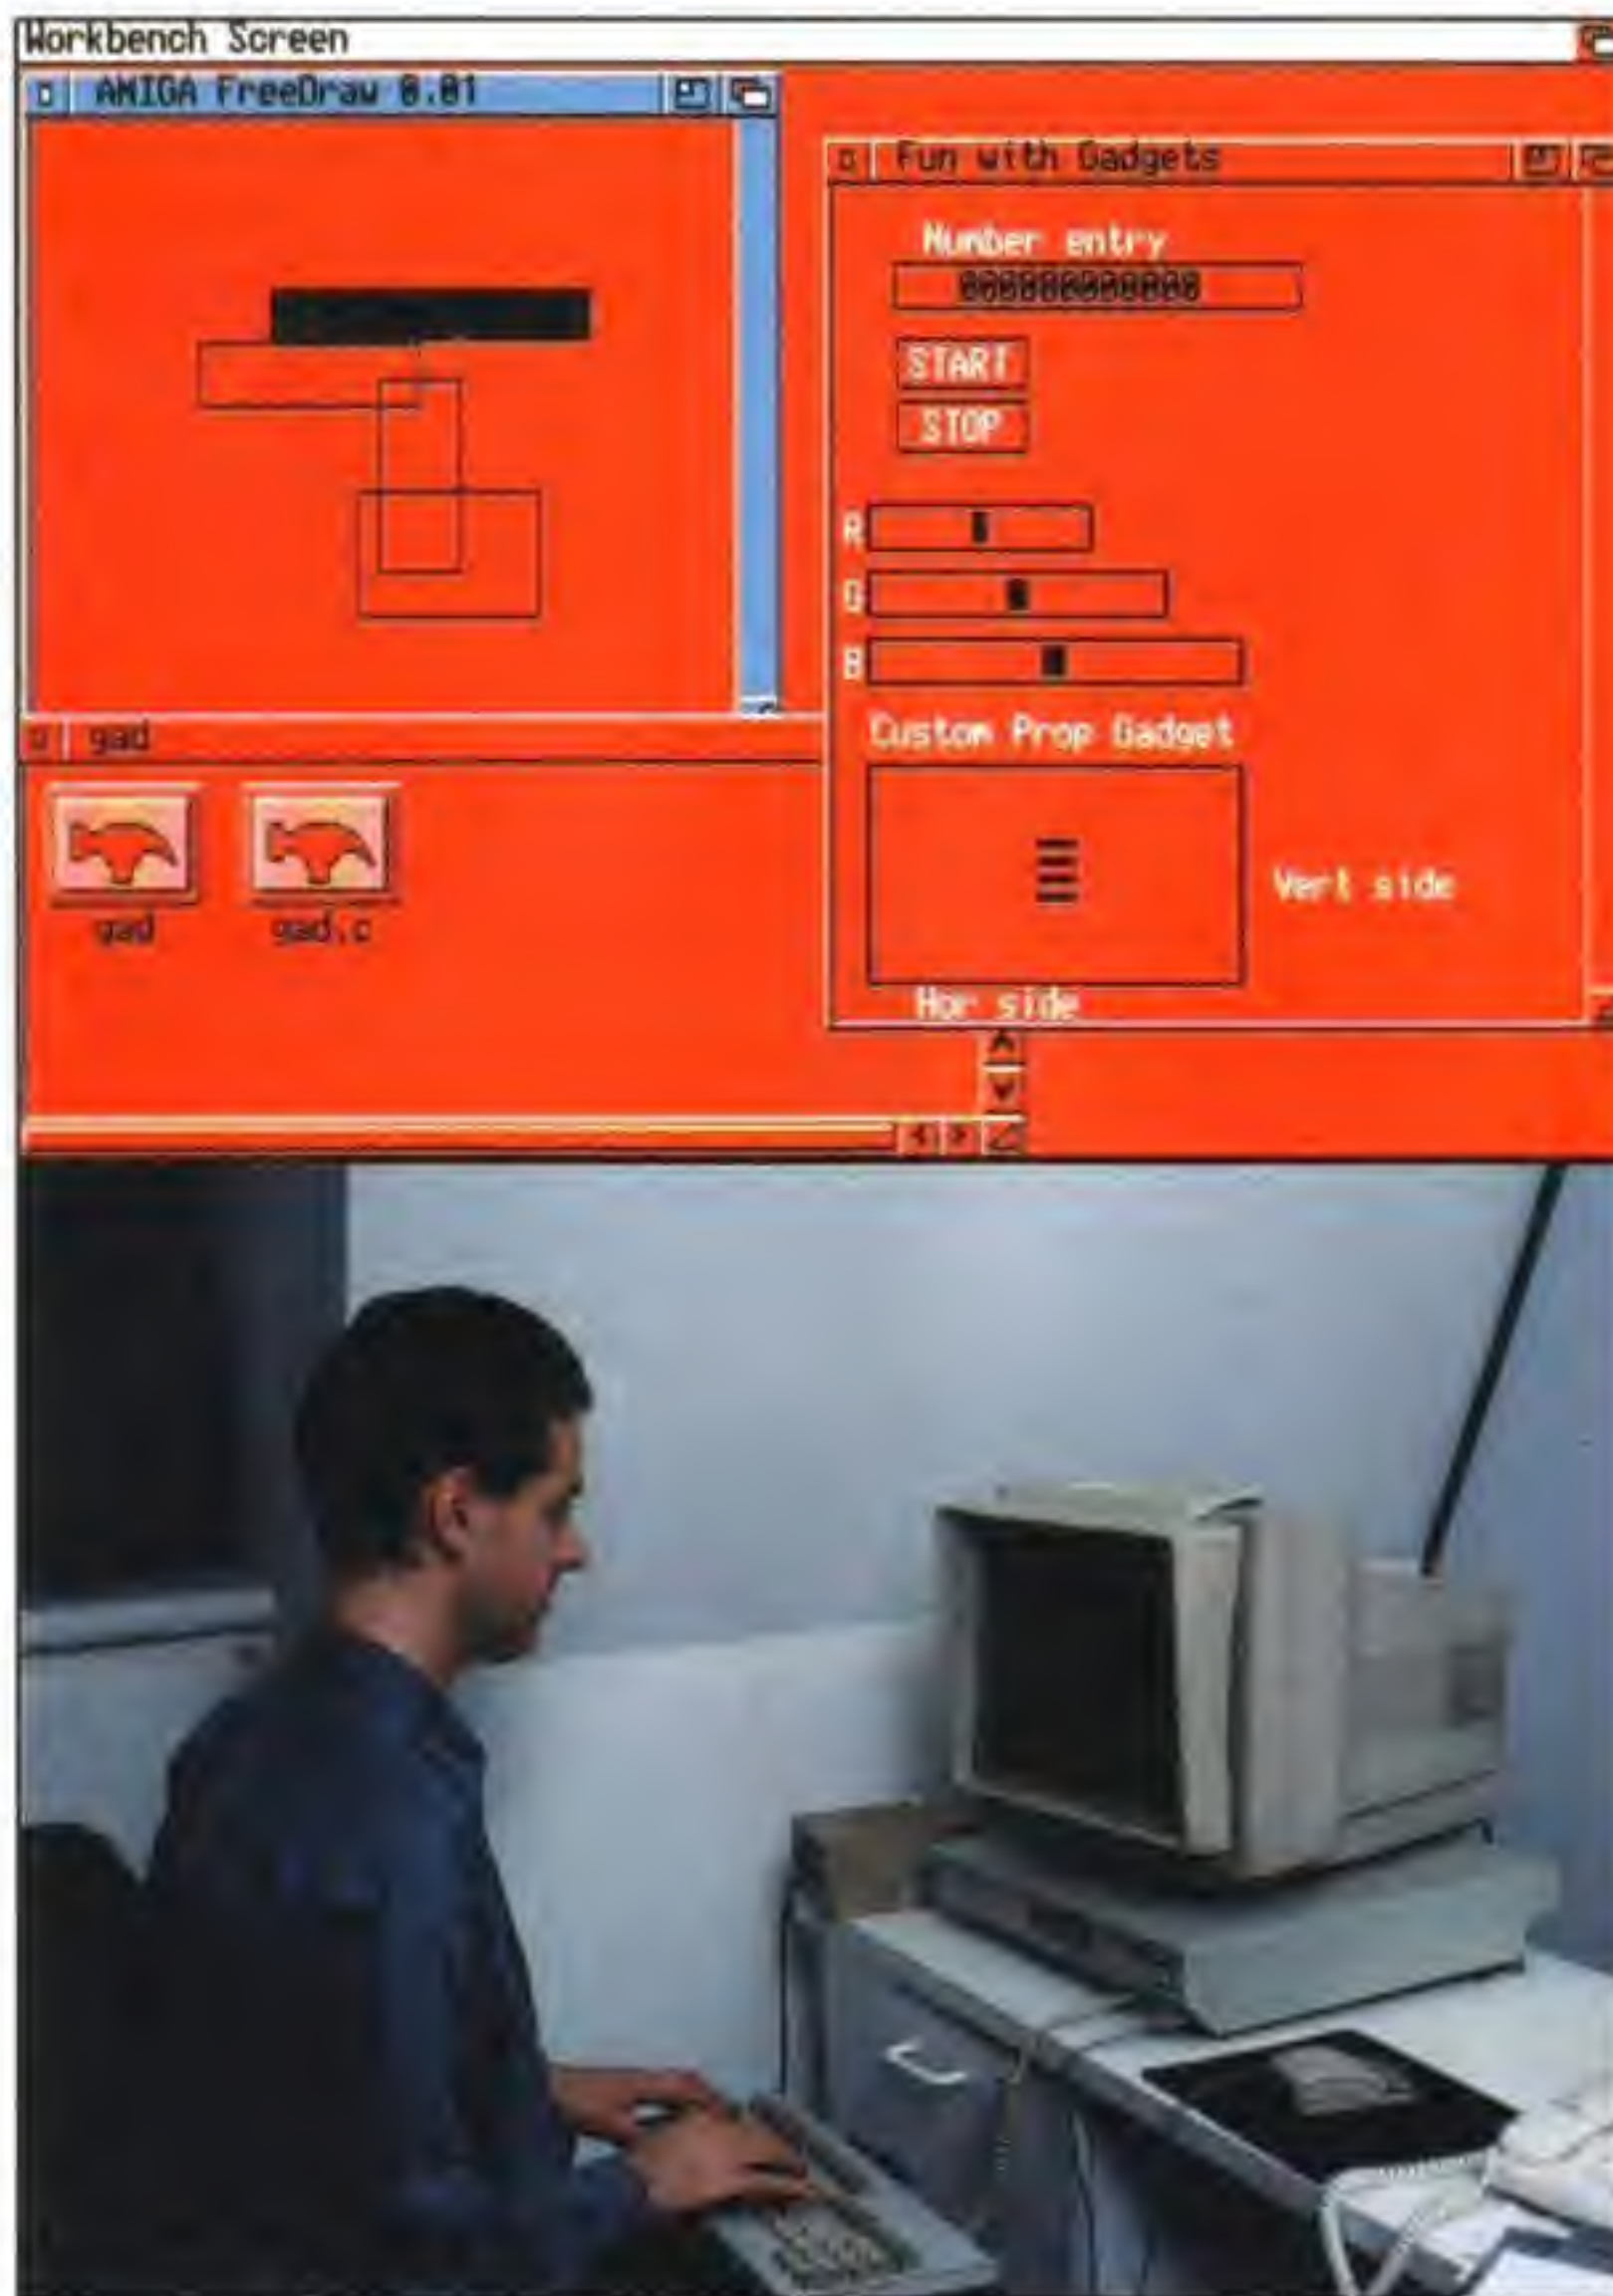 Workbench Screen
AMIGA FreeDraw 0.01
Fun with Gadgets
Number entry
000000000000
START
STOP
R
G
B
Custom Prop Gadget
Vert side
Hor side
gad
gad
gad.c